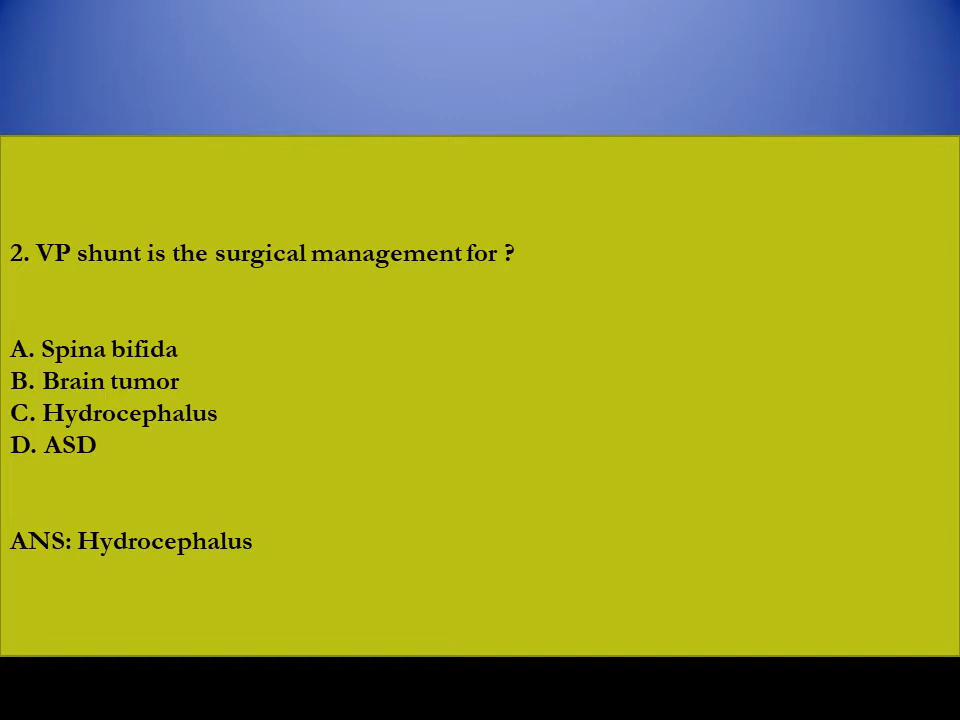 2. VP shunt is the surgical management for ?
A. Spina bifida
B. Brain tumor
C. Hydrocephalus
D. ASD
ANS: Hydrocephalus